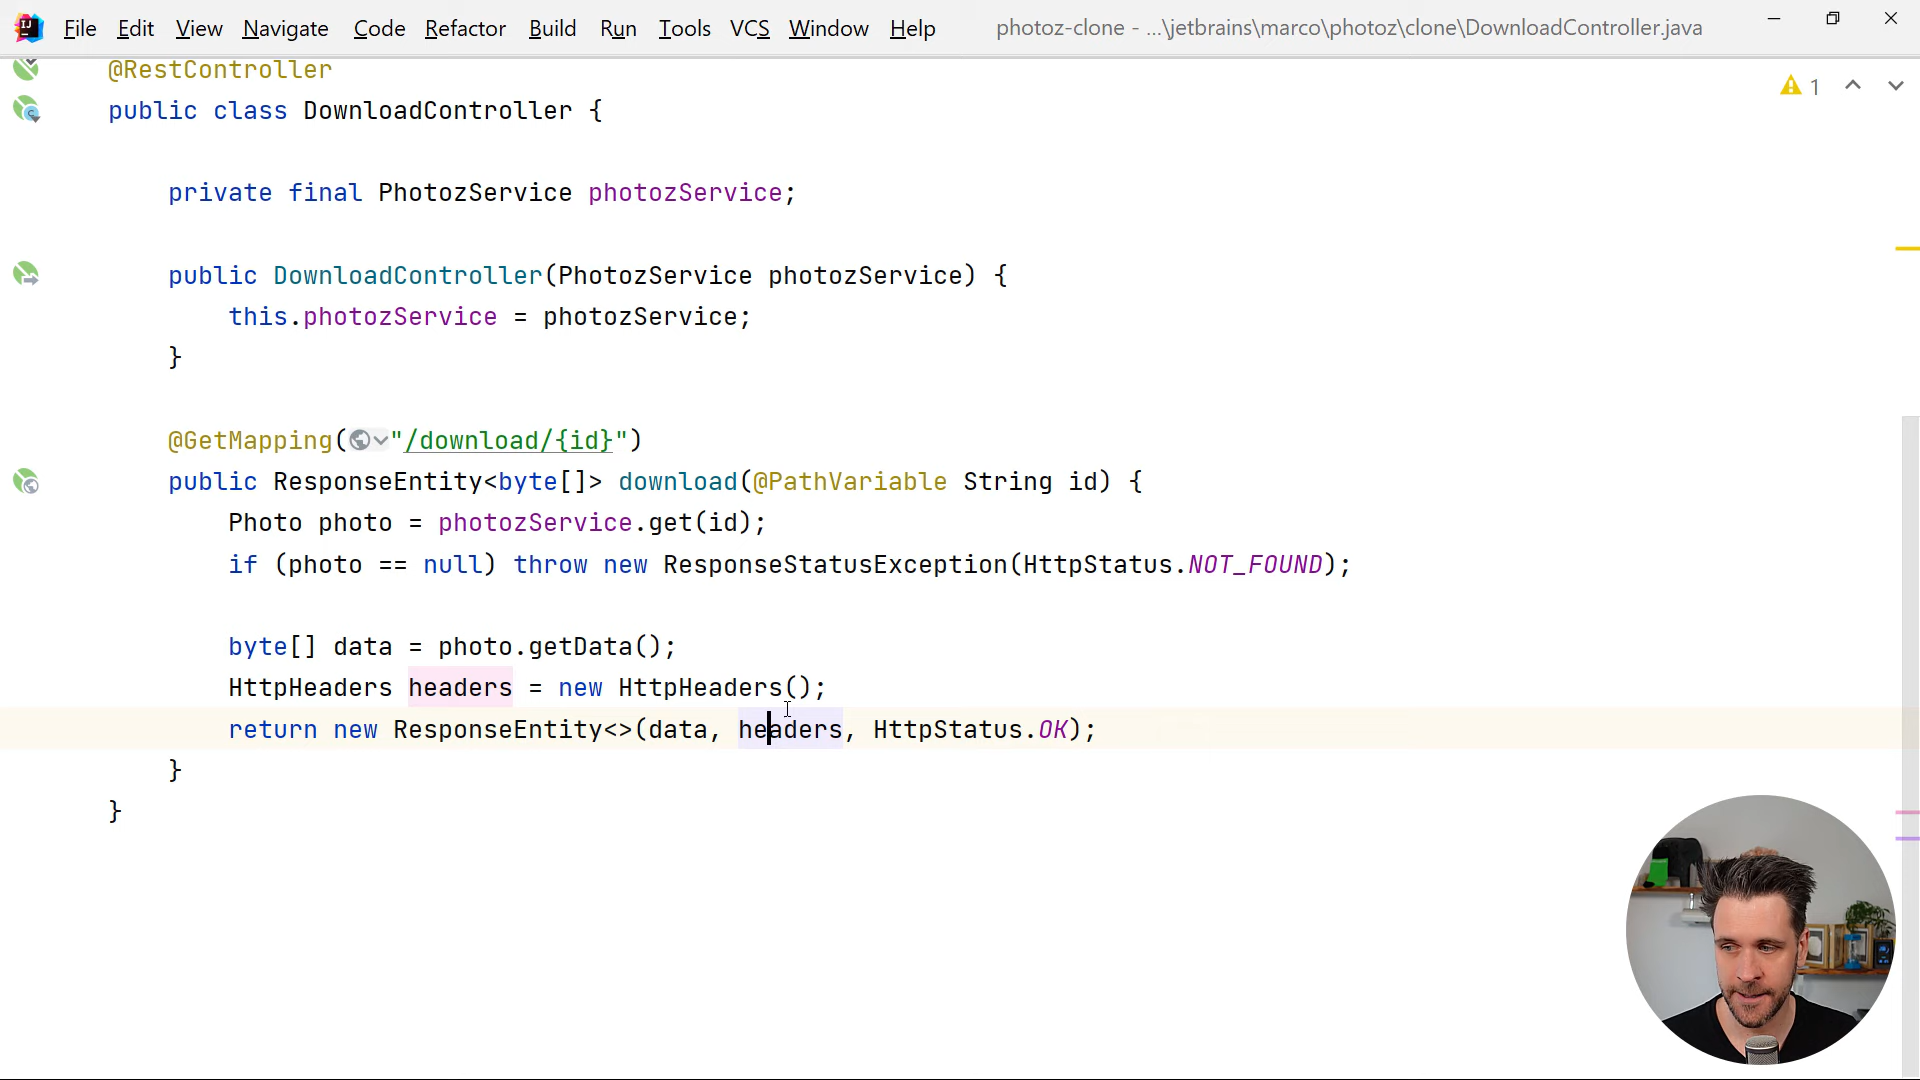 File Edit View Navigate Code Refactor Build Run Tools VCS Window Help photoz-clone - ...\jetbrains\marco\photoz\clone\DownloadController.java
@RestController
1
public class DownloadController {
private final PhotozService photozService;
public DownloadController(PhotozService photozService) {
this.photozService = photozService;
}
@GetMapping("/download/{id}")
public ResponseEntity<byte[]> download(@PathVariable String id) {
Photo photo = photozService.get(id);
if (photo == null) throw new ResponseStatusException(HttpStatus.NOT_FOUND);
byte[] data = photo.getData();
HttpHeaders headers = new HttpHeaders();
return new ResponseEntity<>(data, headers, HttpStatus.OK);
}
}